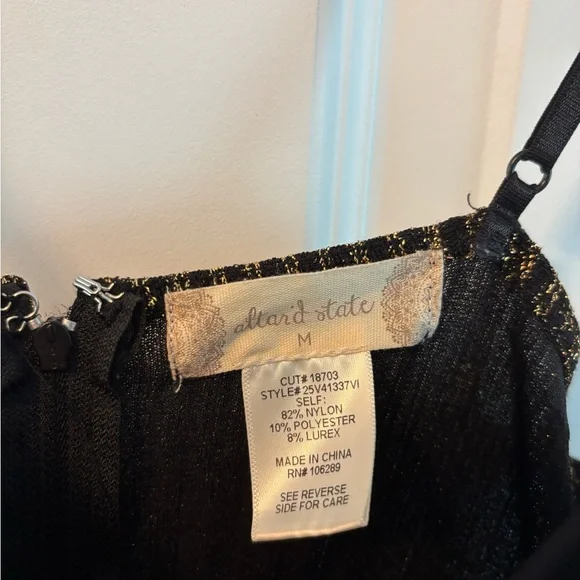 altar'd state
M
CUT# 18703
STYLE# 25V41337VI
SELF:
82% NYLON
10% POLYESTER
8% LUREX
MADE IN CHINA
RN# 106289
SEE REVERSE
SIDE FOR CARE